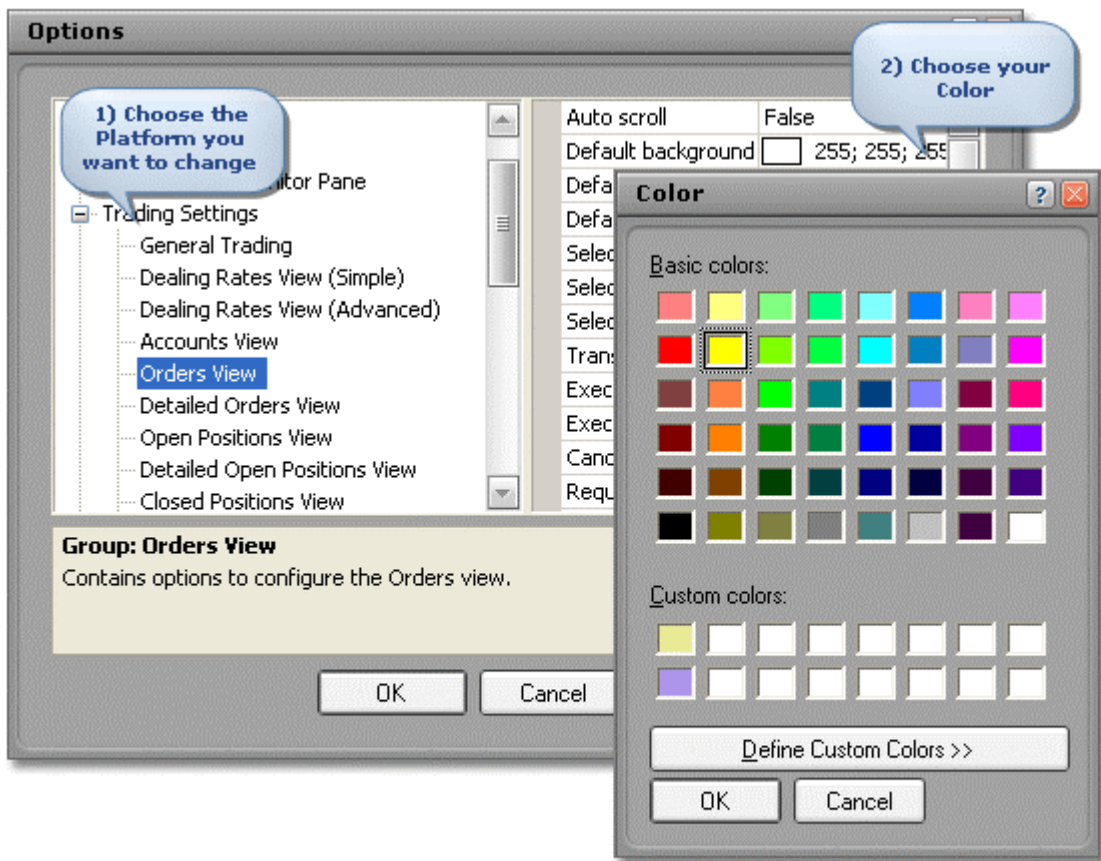 Options
1) Choose the
Platform you
want to change
2) Choose your
Color
Pane
Trading Settings
General Trading
Dealing Rates View (Simple)
Dealing Rates View (Advanced)
Accounts View
Orders View
Detailed Orders View
Open Positions View
Detailed Open Positions View
Closed Positions View
Auto scroll False
Default background 255; 255; 255
Group: Orders View
Contains options to configure the Orders view.
OK Cancel
Color
?
Basic colors:
Custom colors:
Define Custom Colors >>
OK Cancel